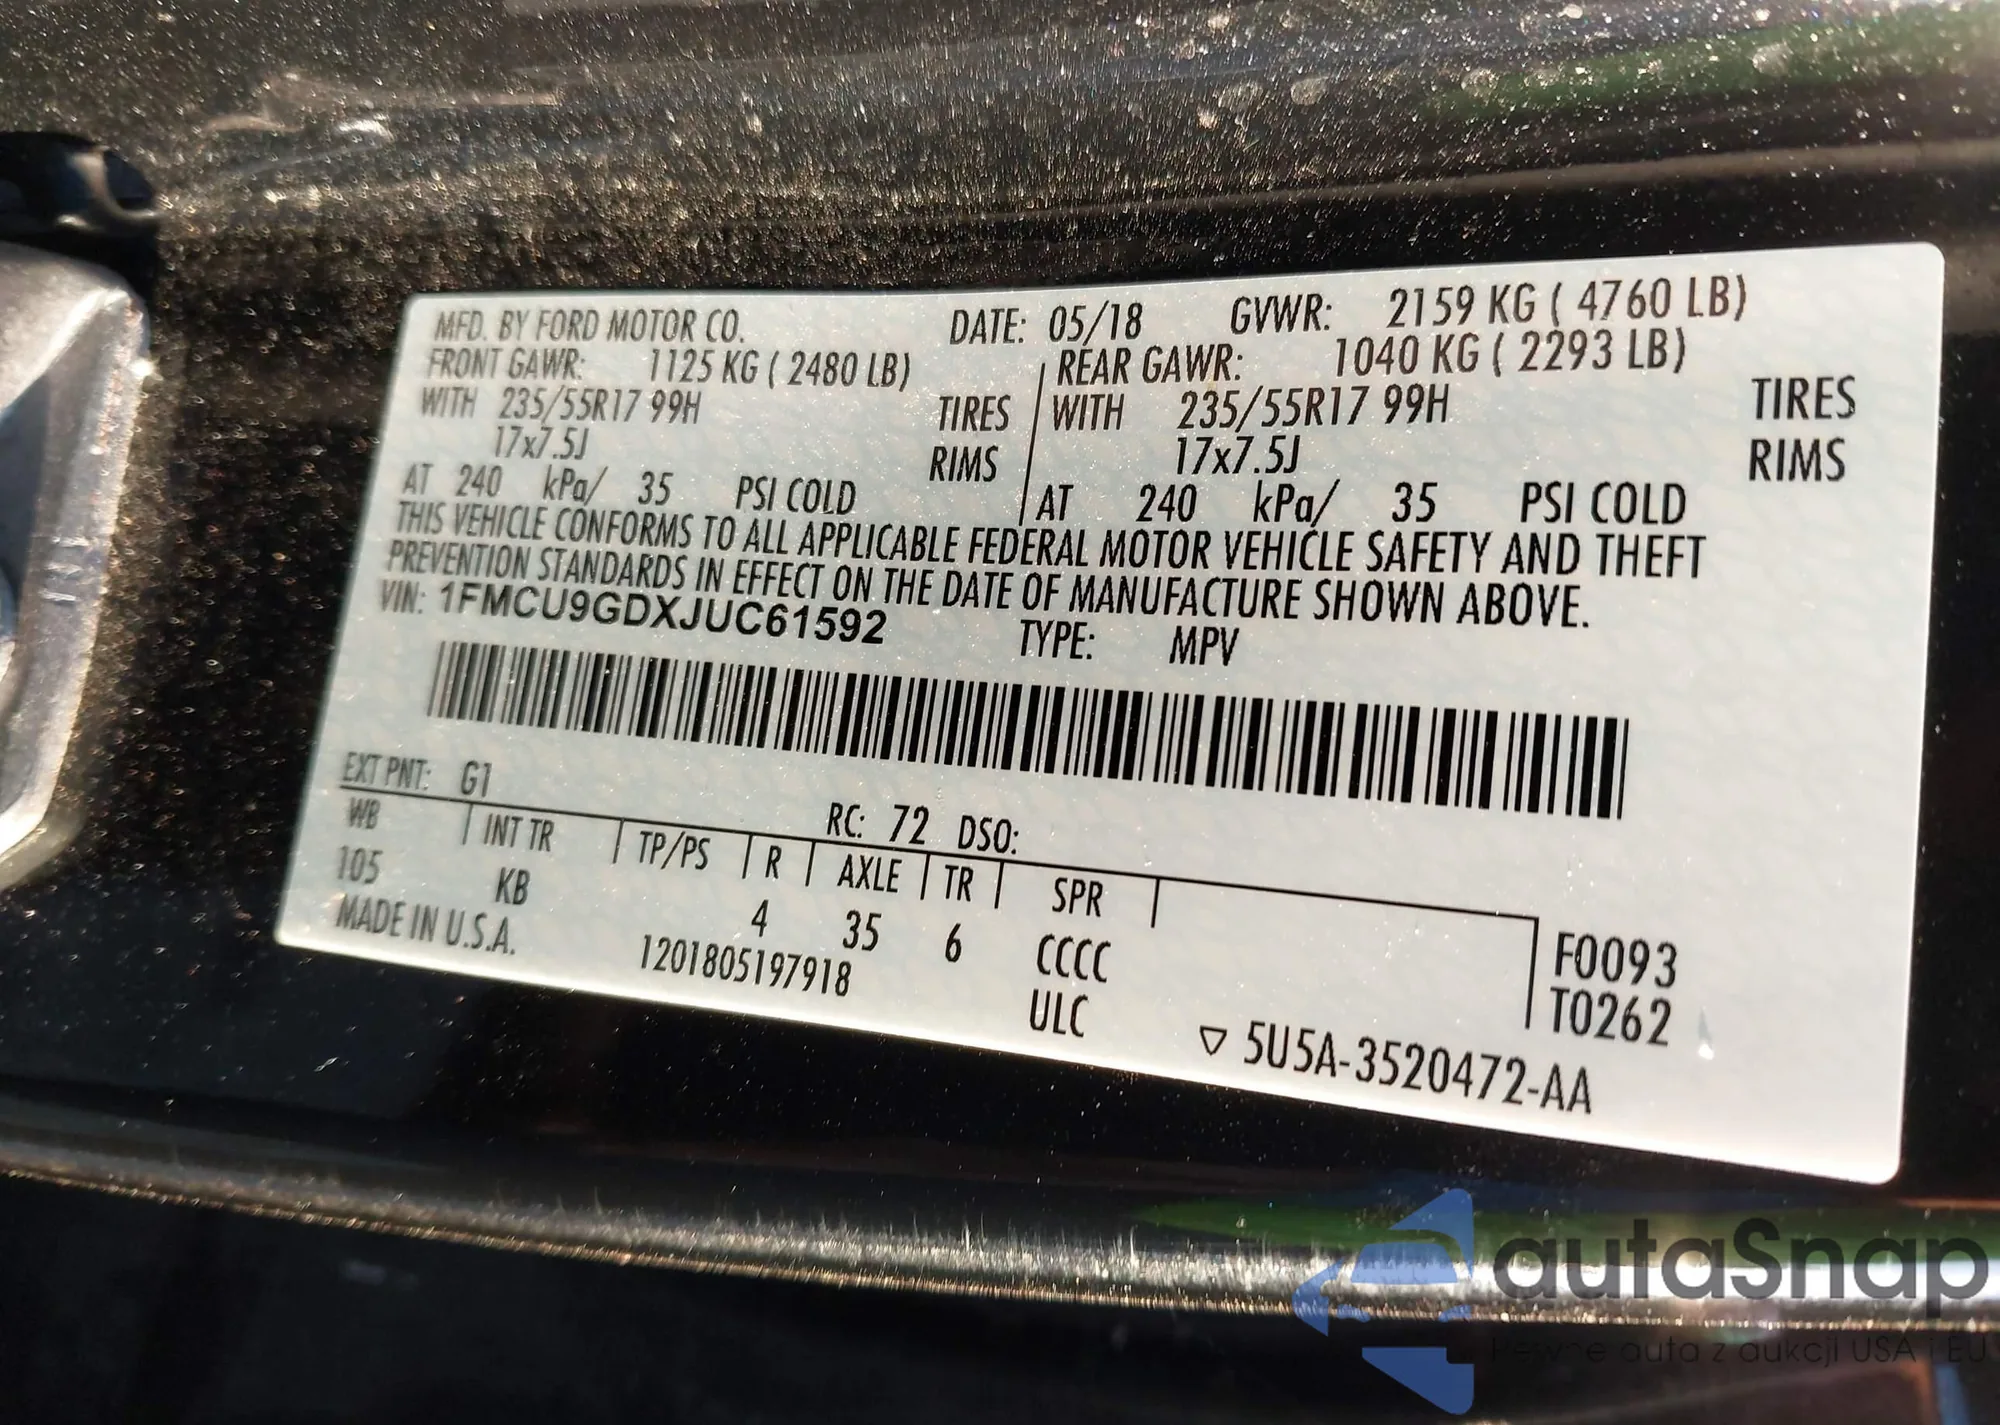 MFD. BY FORD MOTOR CO. DATE: 05/18 GVWR: 2159 KG ( 4760 LB)
FRONT GAWR: 1125 KG ( 2480 LB) REAR GAWR: 1040 KG ( 2293 LB)
WITH 235/55R17 99H TIRES WITH 235/55R17 99H TIRES
17x7.5J RIMS 17x7.5J RIMS
AT 240 kPa/ 35 PSI COLD AT 240 kPa/ 35 PSI COLD
THIS VEHICLE CONFORMS TO ALL APPLICABLE FEDERAL MOTOR VEHICLE SAFETY AND THEFT
PREVENTION STANDARDS IN EFFECT ON THE DATE OF MANUFACTURE SHOWN ABOVE.
VIN: 1FMCU9GDXJUC61592 TYPE: MPV
EXT PNT: G1 RC: 72 DSO:
WB INT TR TP/PS R AXLE TR SPR
105 KB 4 35 6 CCCC F0093
MADE IN U.S.A. 1201805197918 ULC T0262
▽ 5U5A-3520472-AA
autaSnap
Pewne auta z aukcji USA i EU